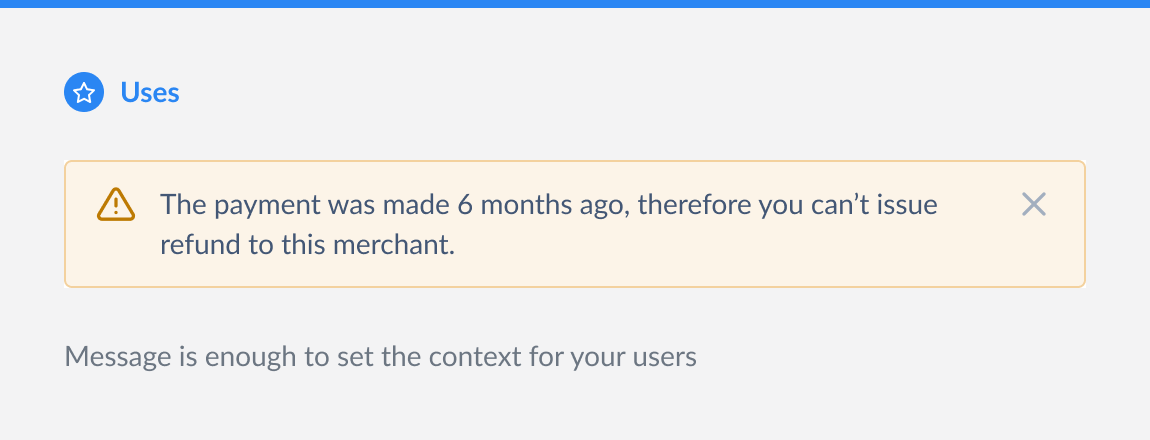 Uses
The payment was made 6 months ago, therefore you can’t issue
refund to this merchant.
Message is enough to set the context for your users